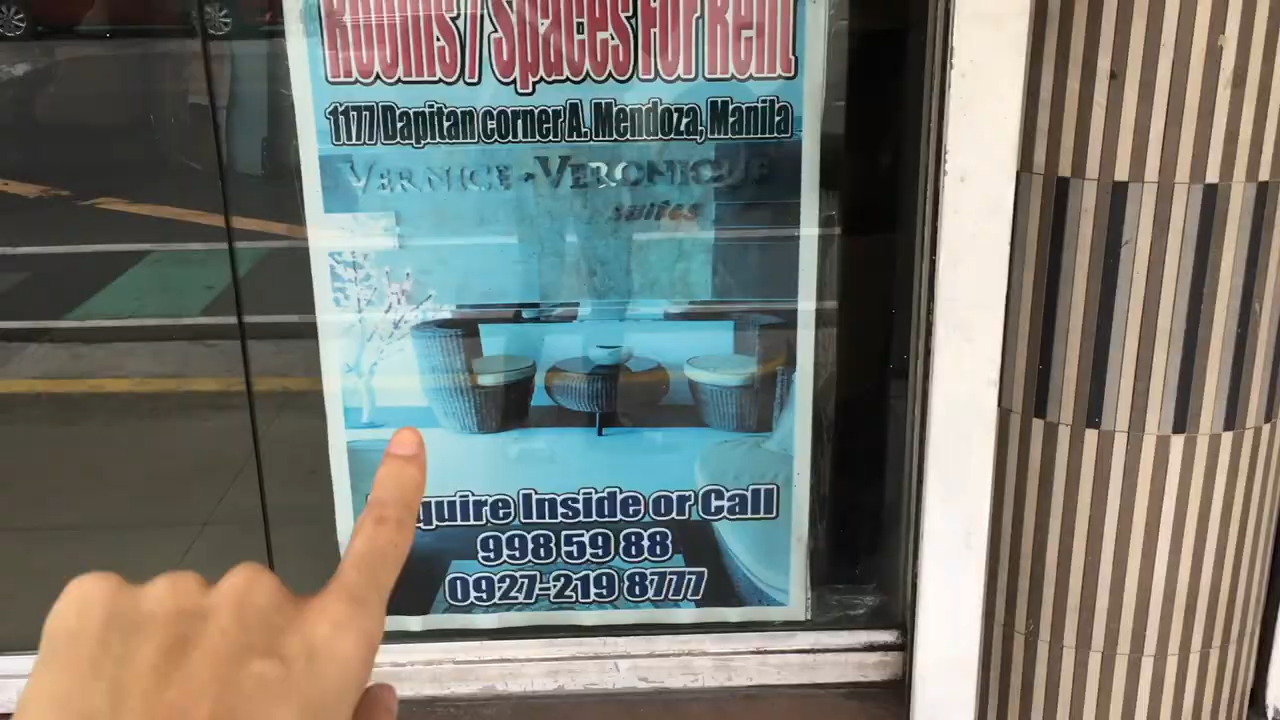 Rooms / Spaces For Rent
1177 Dapitan corner A. Mendoza, Manila
VERNICE - VERONIQUE
suites
quire Inside or Call
998 59 88
0927-219 8777